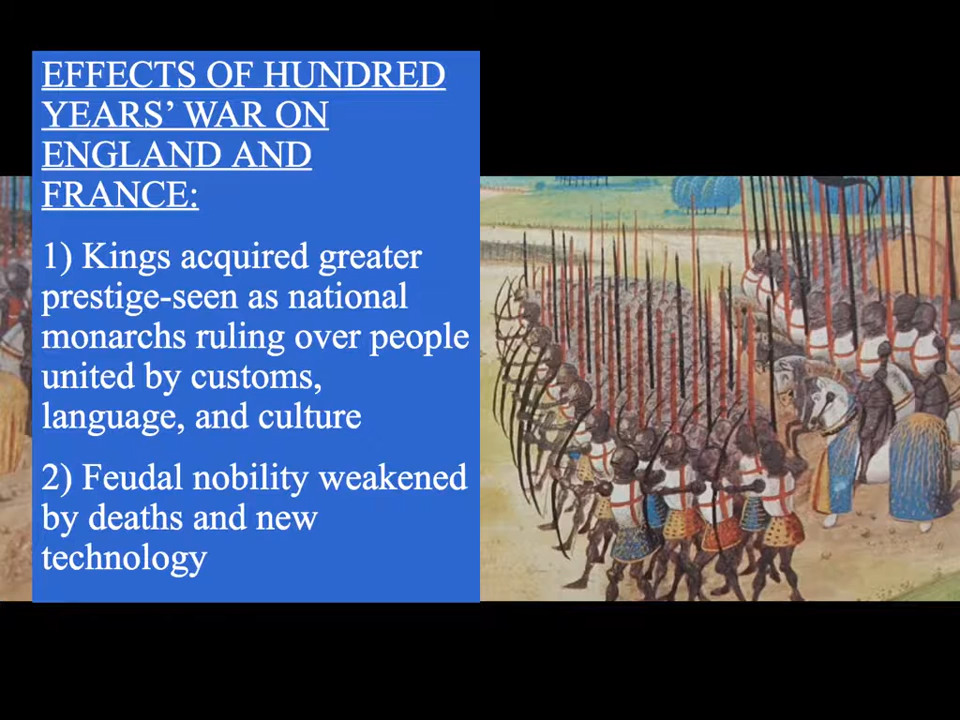 EFFECTS OF HUNDRED
YEARS’ WAR ON
ENGLAND AND
FRANCE:
1) Kings acquired greater
prestige-seen as national
monarchs ruling over people
united by customs,
language, and culture
2) Feudal nobility weakened
by deaths and new
technology